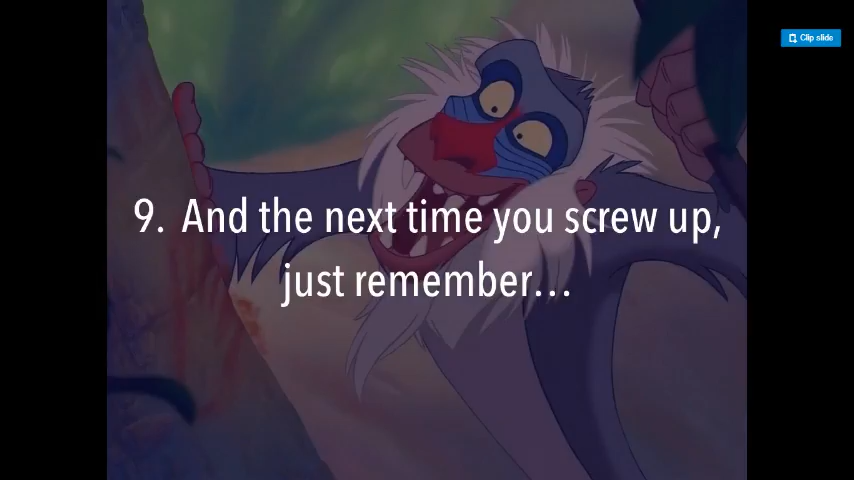 Clip slide
9. And the next time you screw up,
just remember...